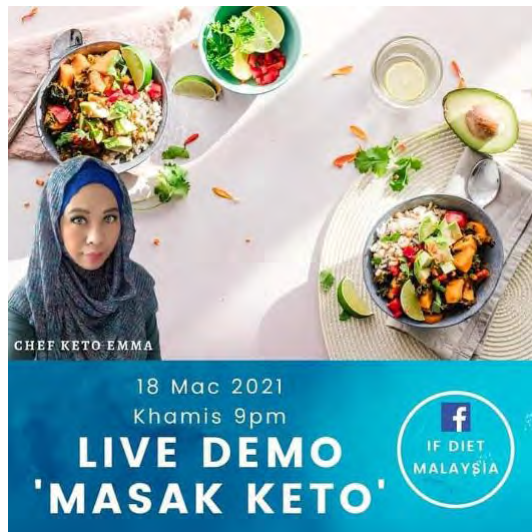 CHEF KETO EMMA
18 Mac 2021
Khamis 9pm
LIVE DEMO
'MASAK KETO'
IF DIET
MALAYSIA